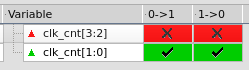 Variable 0->1 1->0
clk_cnt[3:2]
clk_cnt[1:0]